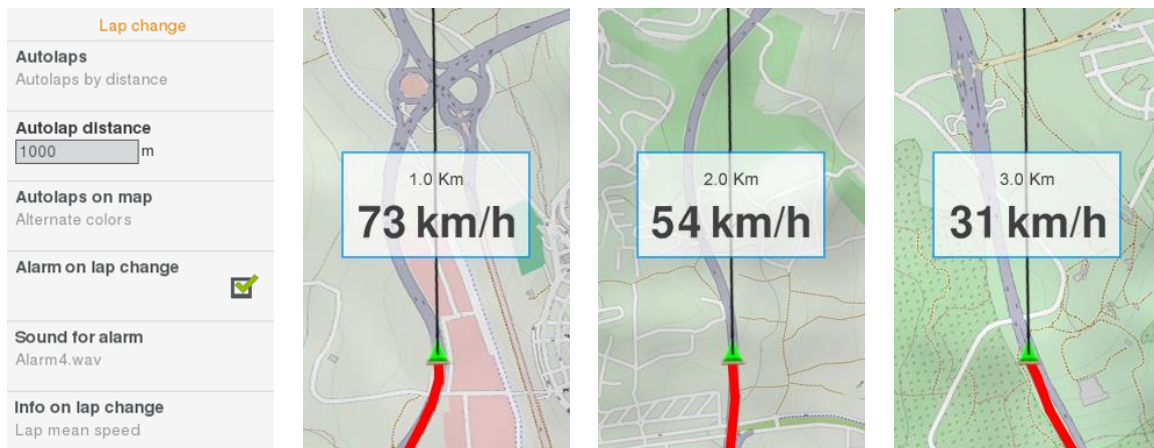 Lap change
Autolaps
Autolaps by distance
Autolap distance
1000 m
Autolaps on map
Alternate colors
Alarm on lap change
Sound for alarm
Alarm4.wav
Info on lap change
Lap mean speed
1.0 Km
73 km/h
2.0 Km
54 km/h
3.0 Km
31 km/h